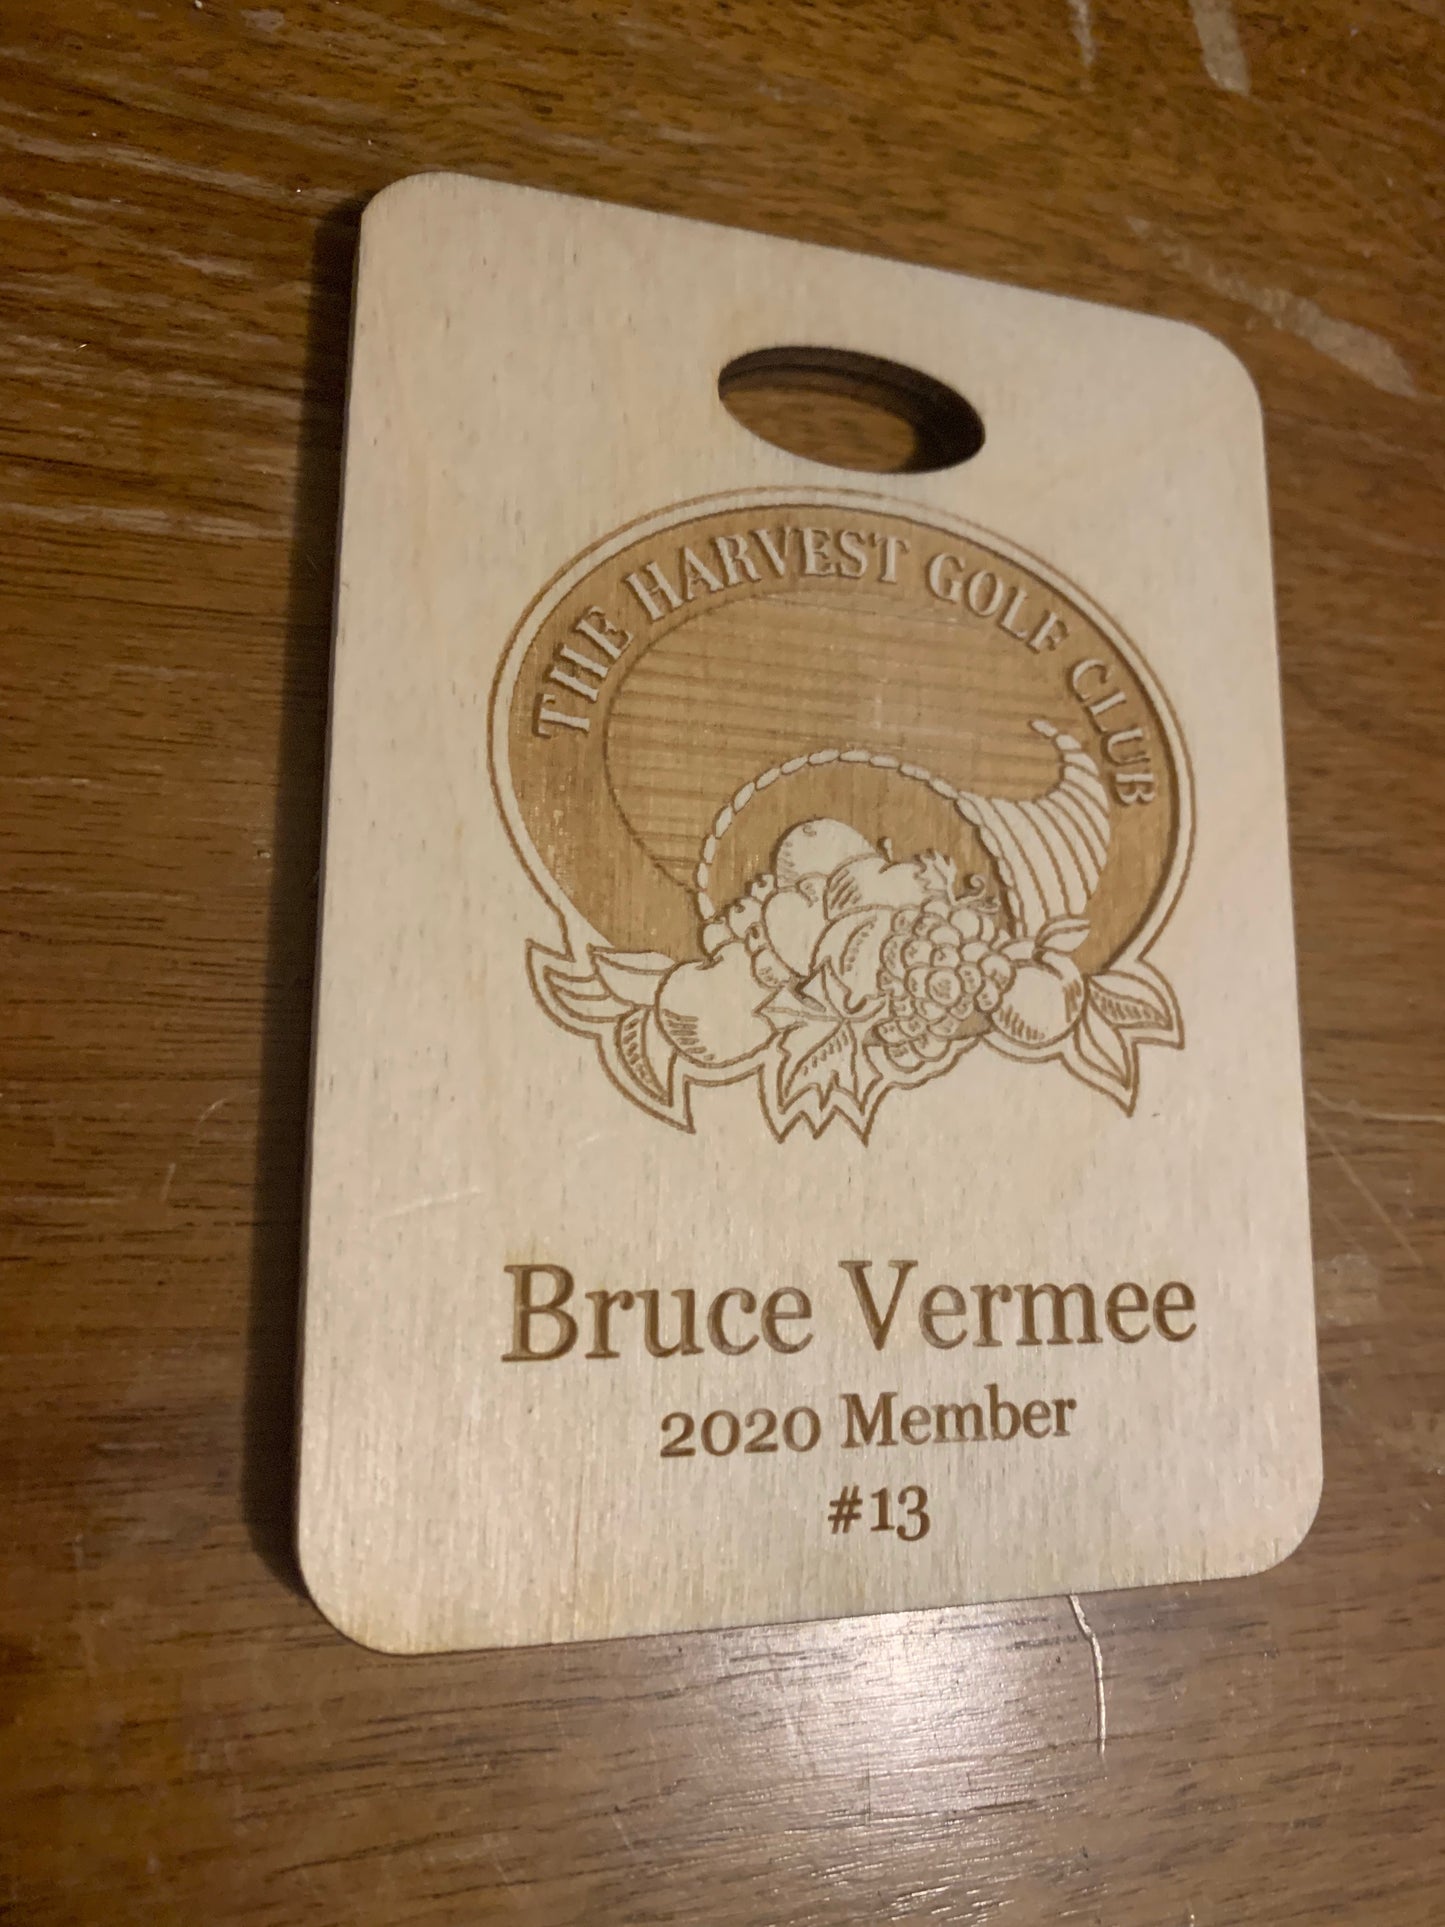 THE HARVEST GOLF CLUB
Bruce Vermee
2020 Member
#13